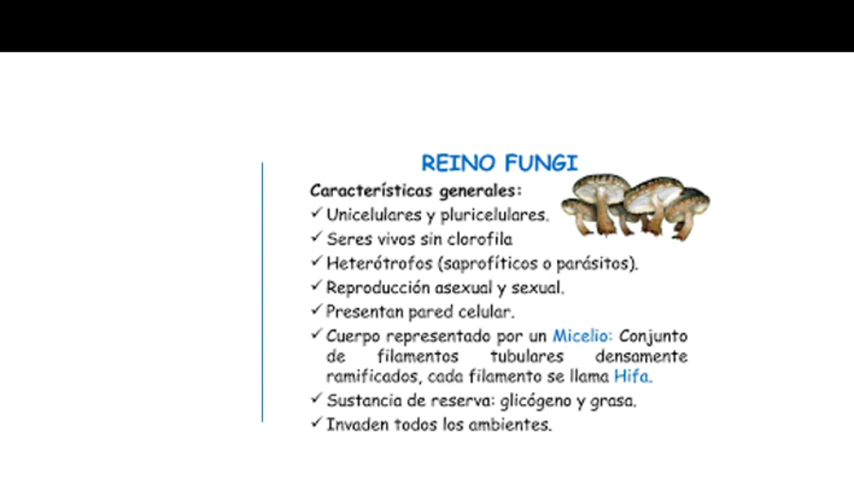 REINO FUNGI
Características generales:
✓ Unicelulares y pluricelulares.
✓ Seres vivos sin clorofila
✓ Heterótrofos (saprofíticos o parásitos).
✓ Reproducción asexual y sexual.
✓ Presentan pared celular.
✓ Cuerpo representado por un Micelio: Conjunto
de filamentos tubulares densamente
ramificados, cada filamento se llama Hifa.
✓ Sustancia de reserva: glicógeno y grasa.
✓ Invaden todos los ambientes.